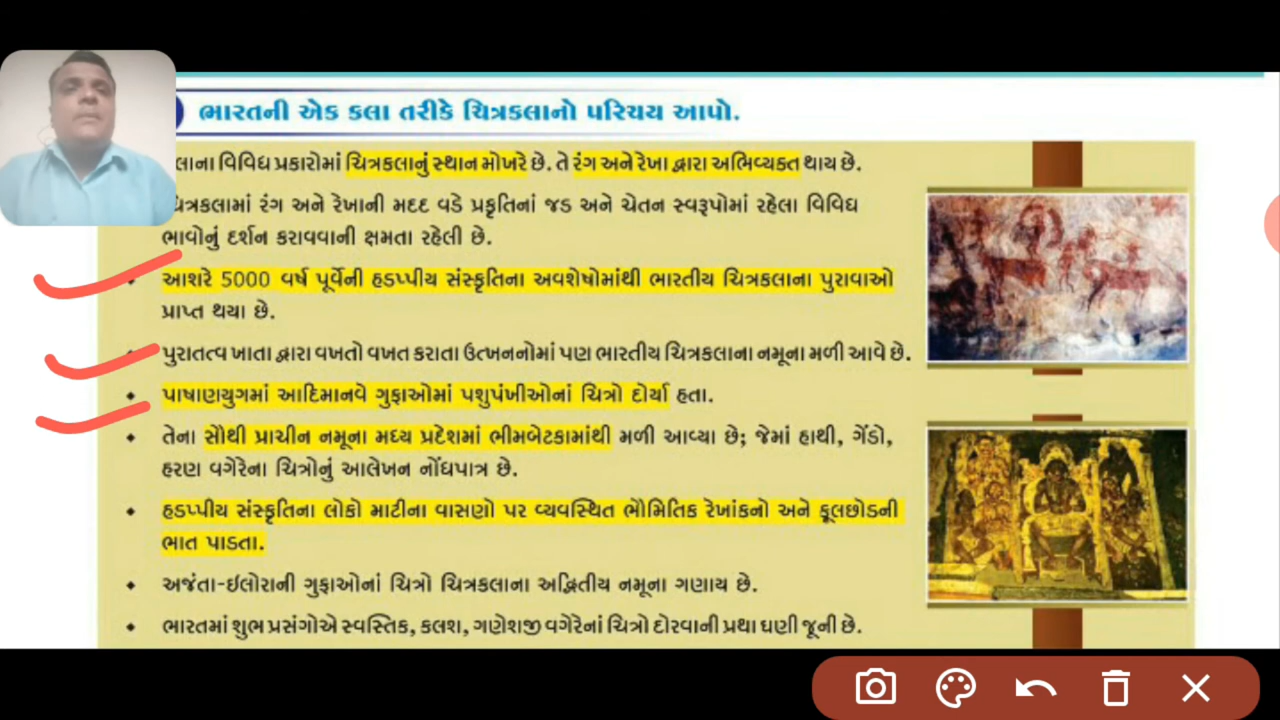 ભારતની એક કલા તરીકે ચિત્રકલાનો પરિચય આપો.
વિવિધ પ્રકારોમાં ચિત્રકલાનું સ્થાન મોખરે છે. તે રંગ અને રેખા દ્વારા અભિવ્યક્ત થાય છે.
ચિત્રકલામાં રંગ અને રેખાની મદદ વડે પ્રકૃતિનાં જડ અને ચેતન સ્વરૂપોમાં રહેલા વિવિધ
ભાવોનું દર્શન કરાવવાની ક્ષમતા રહેલી છે.
આશરે 5000 વર્ષ પૂર્વેની હડપ્પીય સંસ્કૃતિના અવશેષોમાંથી ભારતીય ચિત્રકલાના પુરાવાઓ
પ્રાપ્ત થયા છે.
પુરાતત્વ ખાતા દ્વારા વખતો વખત કરાતા ઉત્ખનનોમાં પણ ભારતીય ચિત્રકલાના નમૂના મળી આવે છે.
પાષાણયુગમાં આદિમાનવે ગુફાઓમાં પશુપંખીઓનાં ચિત્રો દોર્યા હતા.
તેના સૌથી પ્રાચીન નમૂના મધ્ય પ્રદેશમાં ભીમબેટકામાંથી મળી આવ્યા છે; જેમાં હાથી, ગેંડો,
હરણ વગેરેના ચિત્રોનું આલેખન નોંધપાત્ર છે.
હડપ્પીય સંસ્કૃતિના લોકો માટીના વાસણો પર વ્યવસ્થિત ભૌમિતિક રેખાંકનો અને ફૂલછોડની
ભાત પાડતા.
અજંતા-ઈલોરાની ગુફાઓનાં ચિત્રો ચિત્રકલાના અદ્વિતીય નમૂના ગણાય છે.
ભારતમાં શુભ પ્રસંગોએ સ્વસ્તિક, કલશ, ગણેશજી વગેરેનાં ચિત્રો દોરવાની પ્રથા ઘણી જૂની છે.